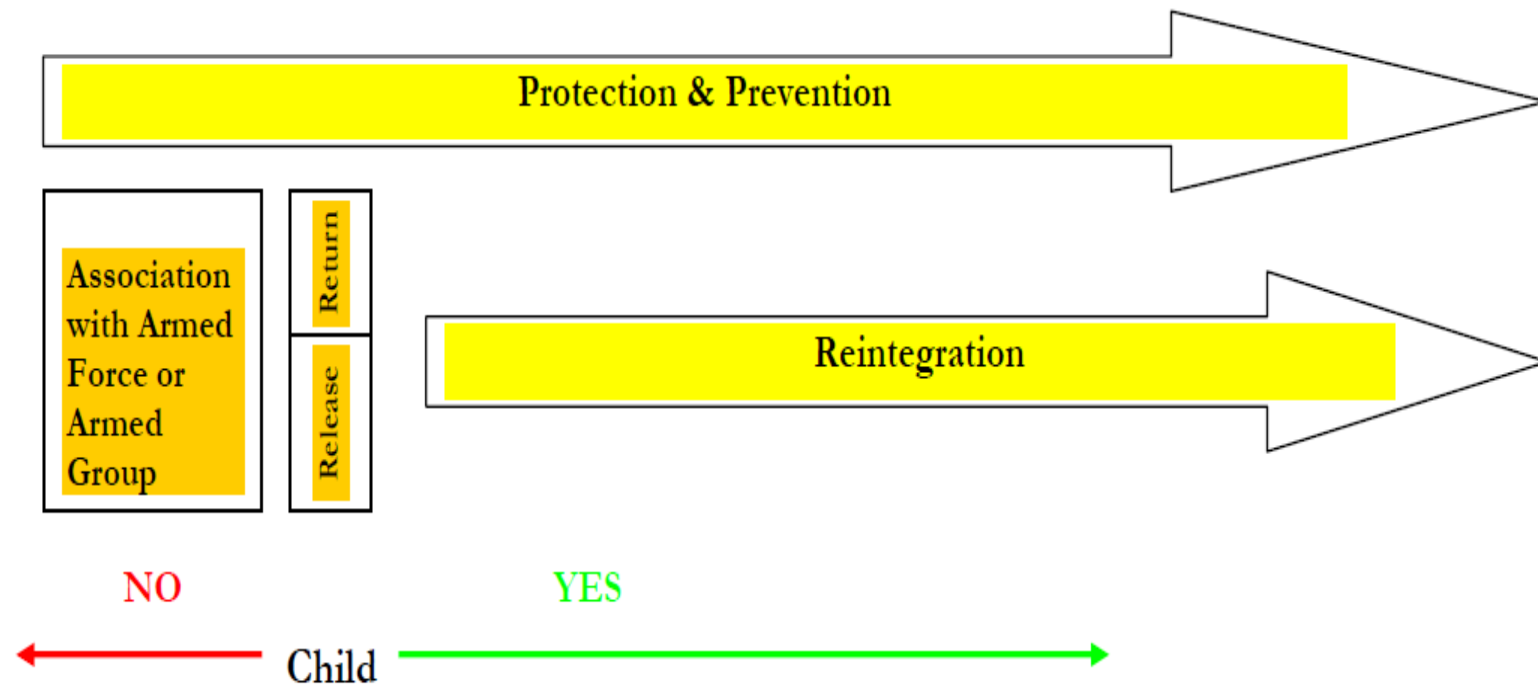 Protection & Prevention
Association
with Armed
Force or
Armed
Group
Return
Release
Reintegration
NO
YES
Child